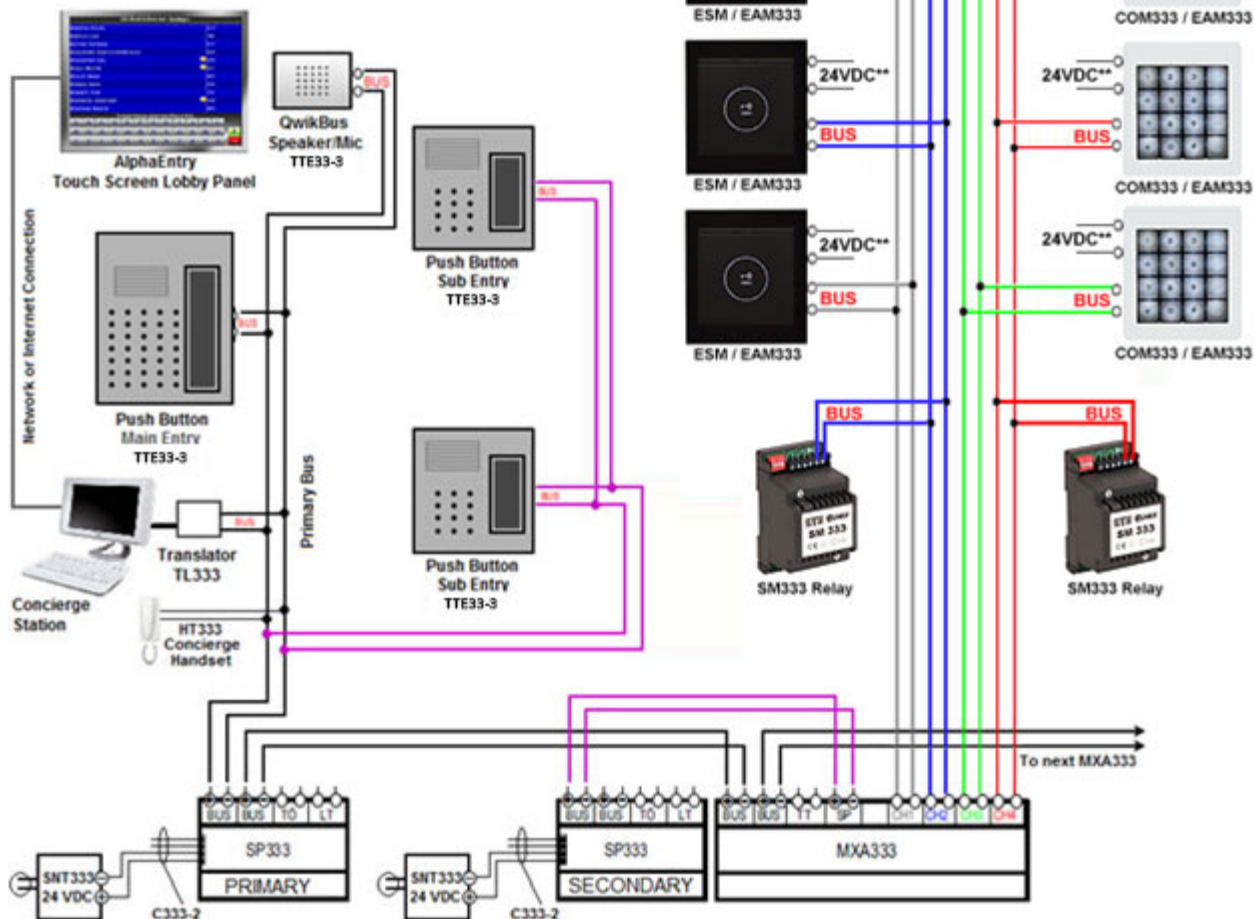 ESM / EAM333
COM333 / EAM333
24VDC**
BUS
ESM / EAM333
24VDC**
BUS
COM333 / EAM333
24VDC**
BUS
ESM / EAM333
24VDC**
BUS
COM333 / EAM333
BUS
SM 333
SM333 Relay
BUS
SM 333
SM333 Relay
AlphaEntry
Touch Screen Lobby Panel
BUS
QwikBus
Speaker/Mic
TTE33-3
BUS
Push Button
Sub Entry
TTE33-3
Network or Internet Connection
BUS
Push Button
Main Entry
TTE33-3
Primary Bus
BUS
Push Button
Sub Entry
TTE33-3
BUS
Translator
TL333
Concierge
Station
HT333
Concierge
Handset
To next MXA333
BUS BUS TO LT
SP333
PRIMARY
SNT333
24 VDC
C333-2
BUS BUS TO LT
SP333
SECONDARY
SNT333
24 VDC
C333-2
BUS BUS TT SP CH1 CH2 CH3 CH4
MXA333